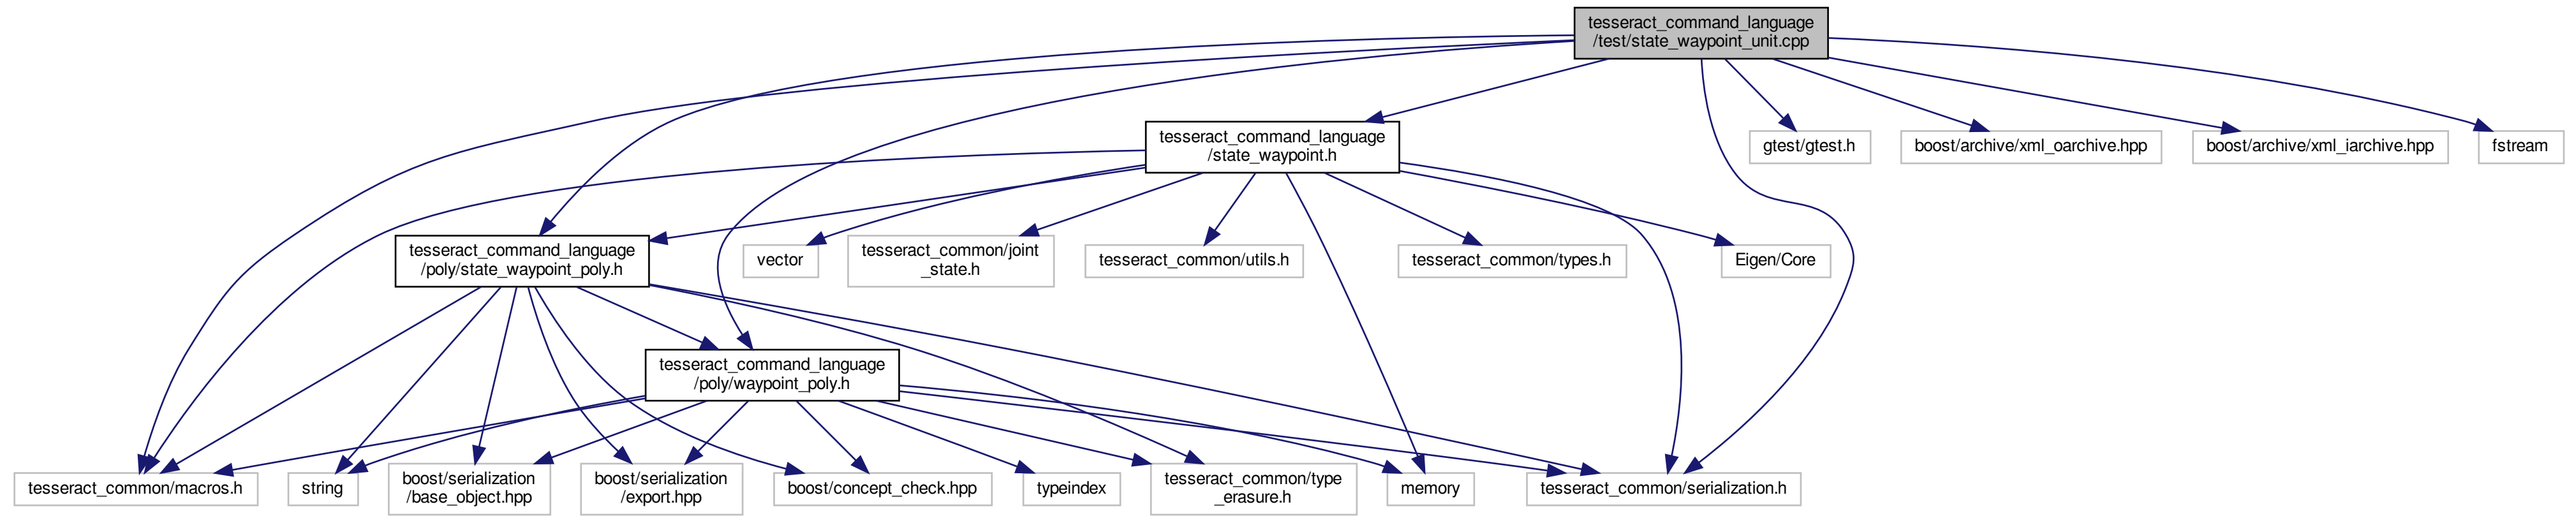 tesseract_command_language
/test/state_waypoint_unit.cpp
tesseract_command_language
/state_waypoint.h
gtest/gtest.h
boost/archive/xml_oarchive.hpp
boost/archive/xml_iarchive.hpp
fstream
tesseract_command_language
/poly/state_waypoint_poly.h
vector
tesseract_common/joint
_state.h
tesseract_common/utils.h
tesseract_common/types.h
Eigen/Core
tesseract_command_language
/poly/waypoint_poly.h
tesseract_common/macros.h
string
boost/serialization
/base_object.hpp
boost/serialization
/export.hpp
boost/concept_check.hpp
typeindex
tesseract_common/type
_erasure.h
memory
tesseract_common/serialization.h